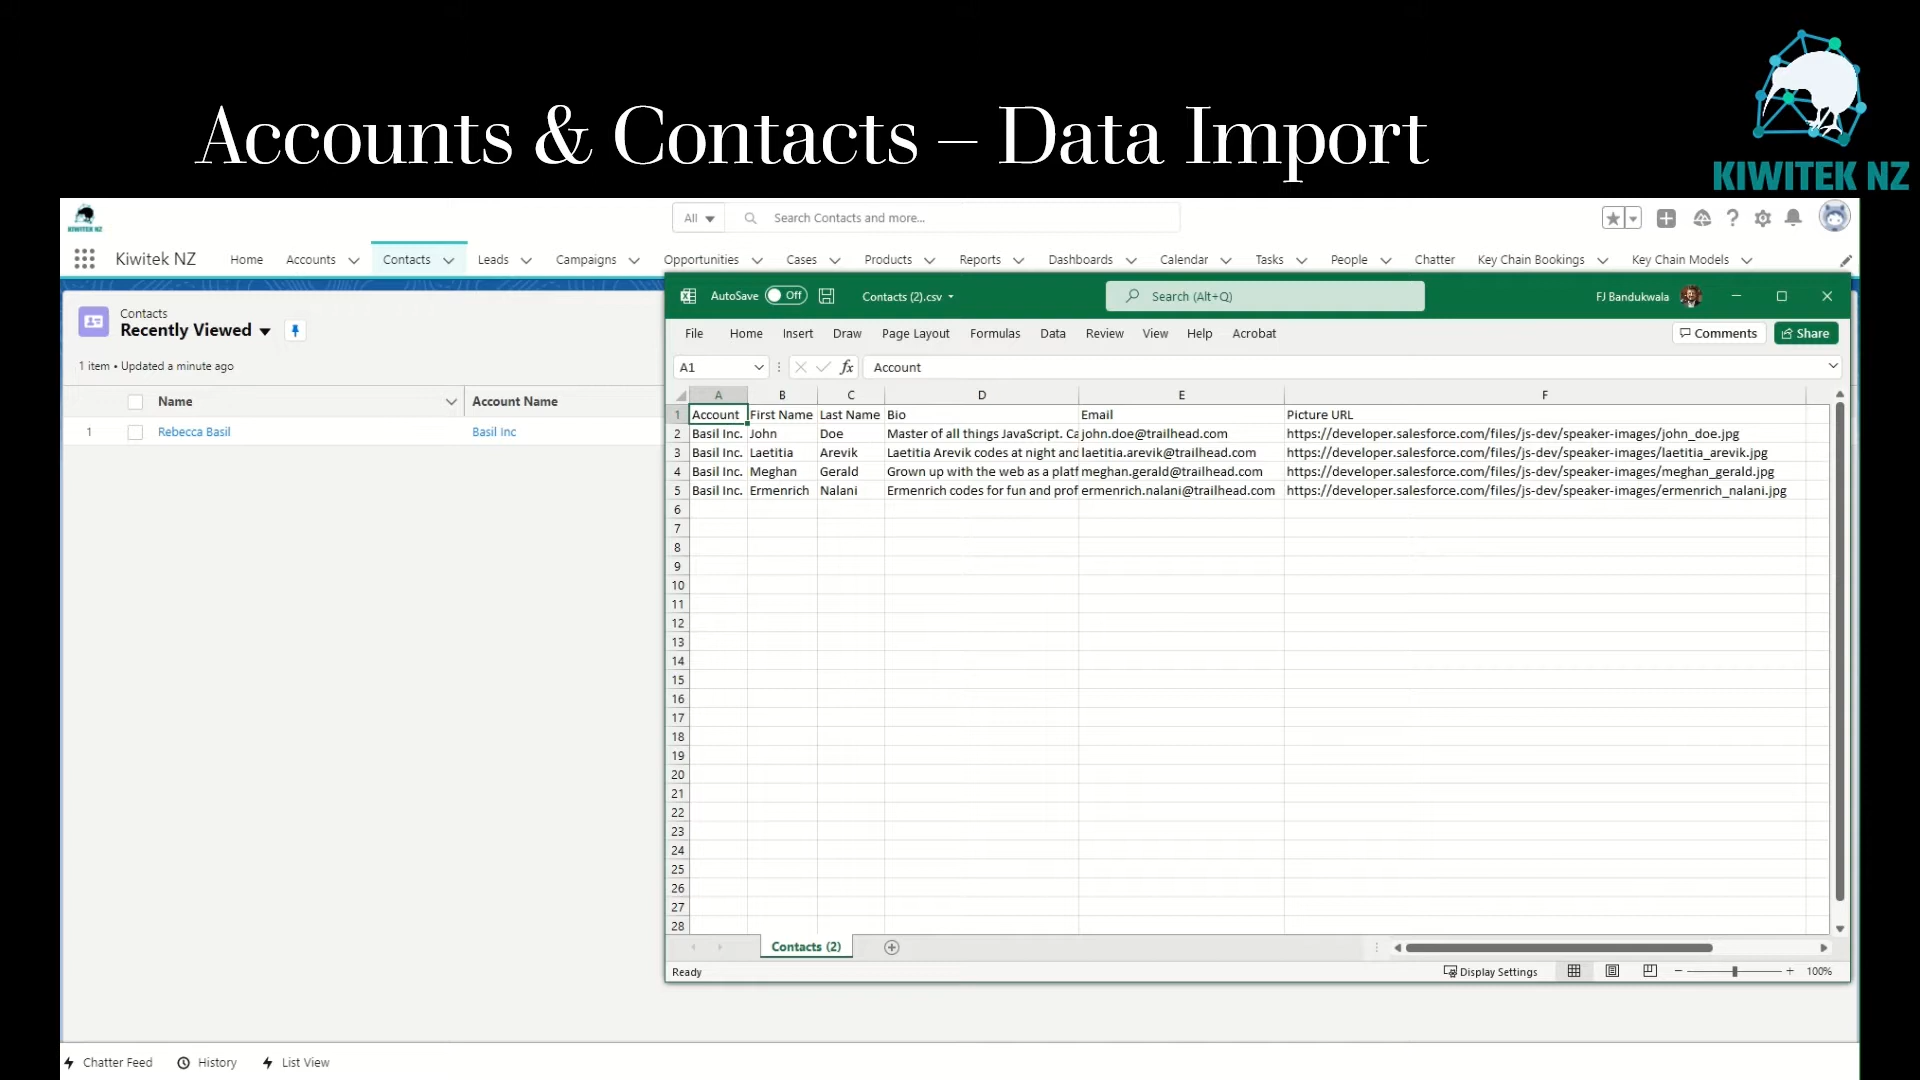 Accounts & Contacts – Data Import
KIWITEK NZ
KIWITEK NZ
All
Search Contacts and more...
Kiwitek NZ
Home
Accounts
Contacts
Leads
Campaigns
Opportunities
Cases
Products
Reports
Dashboards
Calendar
Tasks
People
Chatter
Key Chain Bookings
Key Chain Models
Contacts
Recently Viewed
1 item • Updated a minute ago
Name
Account Name
1
Rebecca Basil
Basil Inc
AutoSave
Off
Contacts (2).csv
Search (Alt+Q)
FJ Bandukwala
File
Home
Insert
Draw
Page Layout
Formulas
Data
Review
View
Help
Acrobat
Comments
Share
A1
fx
Account
A B C D E F
1 Account First Name Last Name Bio Email Picture URL
2 Basil Inc. John Doe Master of all things JavaScript. Ca john.doe@trailhead.com https://developer.salesforce.com/files/js-dev/speaker-images/john_doe.jpg
3 Basil Inc. Laetitia Arevik Laetitia Arevik codes at night and laetitia.arevik@trailhead.com https://developer.salesforce.com/files/js-dev/speaker-images/laetitia_arevik.jpg
4 Basil Inc. Meghan Gerald Grown up with the web as a platf meghan.gerald@trailhead.com https://developer.salesforce.com/files/js-dev/speaker-images/meghan_gerald.jpg
5 Basil Inc. Ermenrich Nalani Ermenrich codes for fun and prof ermenrich.nalani@trailhead.com https://developer.salesforce.com/files/js-dev/speaker-images/ermenrich_nalani.jpg
6
7
8
9
10
11
12
13
14
15
16
17
18
19
20
21
22
23
24
25
26
27
28
Contacts (2)
Ready
Display Settings
100%
Chatter Feed
History
List View